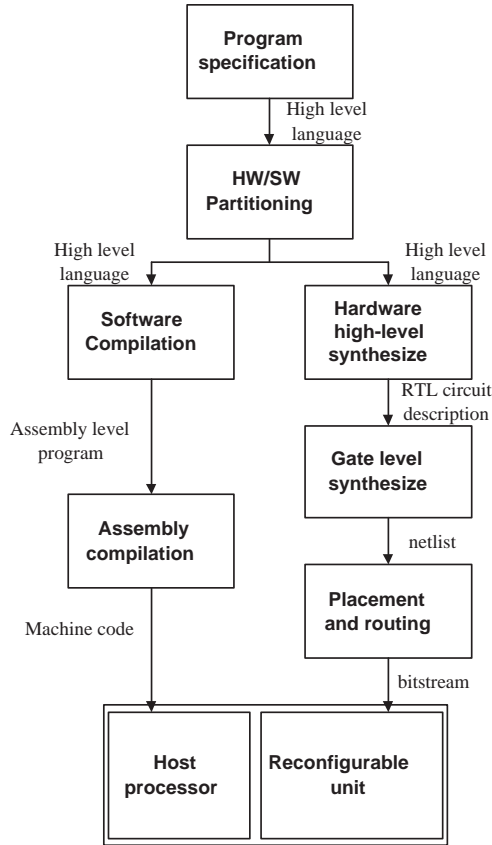 Program
specification
High level
language
HW/SW
Partitioning
High level
language
High level
language
Software
Compilation
Hardware
high-level
synthesize
RTL circuit
description
Assembly level
program
Gate level
synthesize
Assembly
compilation
netlist
Placement
and routing
Machine code
bitstream
Host
processor
Reconfigurable
unit